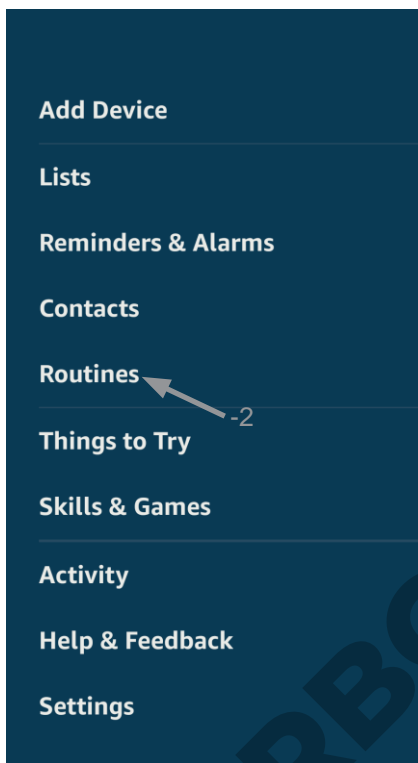 Add Device
Lists
Reminders & Alarms
Contacts
Routines
-2
Things to Try
Skills & Games
Activity
Help & Feedback
Settings